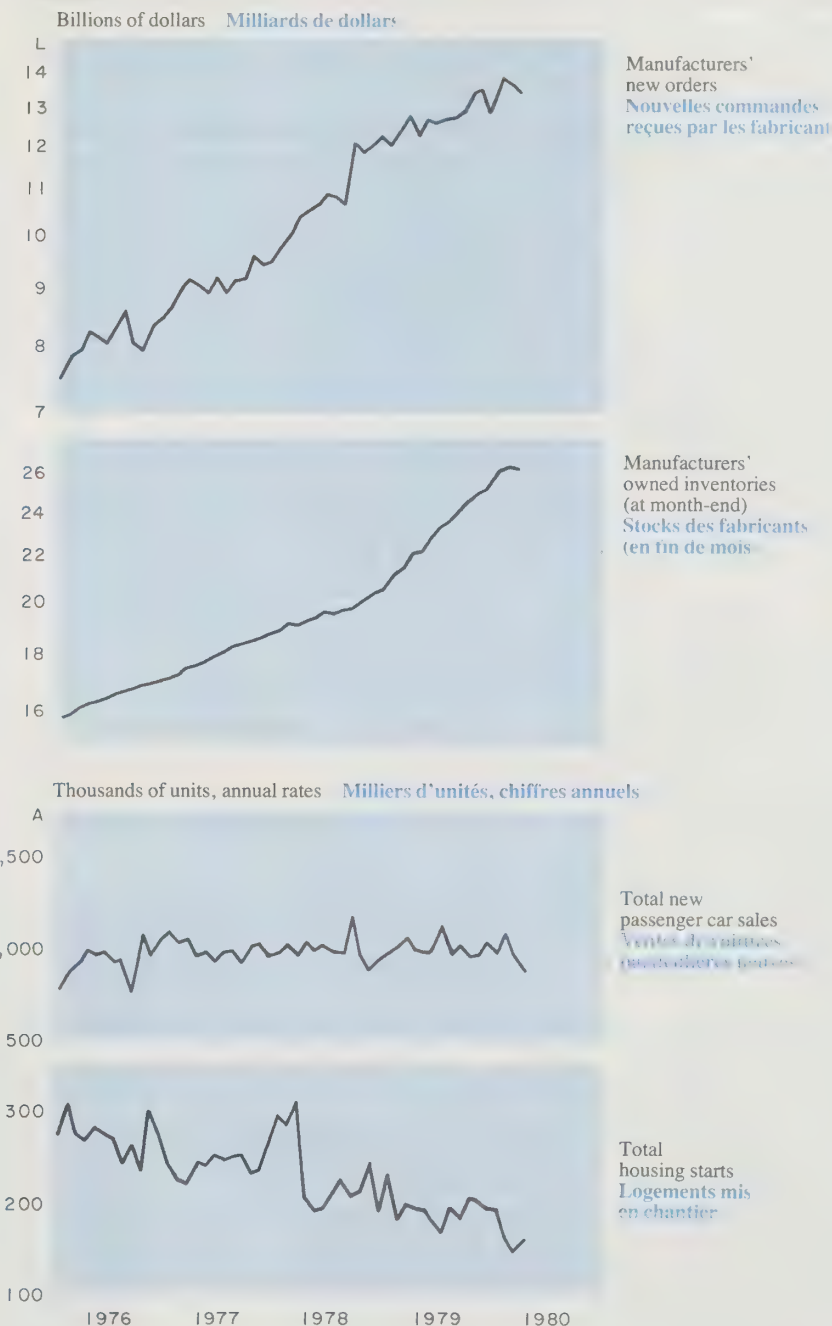 Billions of dollars Milliards de dollars
L
14
13
12
11
10
9
8
7
Manufacturers'
new orders
Nouvelles commandes
reçues par les fabricant
26
24
22
20
18
16
Manufacturers'
owned inventories
(at month-end)
Stocks des fabricants
(en fin de mois
Thousands of units, annual rates Milliers d'unités, chiffres annuels
A
,500
,000
500
Total new
passenger car sales
300
200
100
Total
housing starts
Logements mis
en chantier
1976 1977 1978 1979 1980